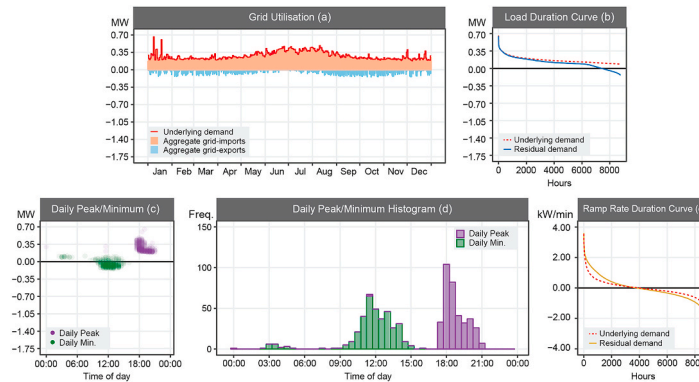 Grid Utilisation (a)
MW
0.70
0.35
0.00
−0.35
−0.70
−1.05
−1.40
−1.75
Underlying demand
Aggregate grid-imports
Aggregate grid-exports
Jan Feb Mar Apr May Jun Jul Aug Sep Oct Nov Dec
Load Duration Curve (b)
MW
0.70
0.35
0.00
−0.35
−0.70
−1.05
−1.40
−1.75
Underlying demand
Residual demand
0 2000 4000 6000 8000
Hours
Daily Peak/Minimum (c)
MW
0.70
0.35
0.00
−0.35
−0.70
−1.05
−1.40
−1.75
Daily Peak
Daily Min.
00:00 12:00 18:00 00:00
Time of day
Daily Peak/Minimum Histogram (d)
Freq.
150
100
50
0
Daily Peak
Daily Min.
00:00 03:00 06:00 09:00 12:00 15:00 18:00 21:00 00:00
Time of day
Ramp Rate Duration Curve (
kW/min
4.00
2.00
0.00
−2.00
−4.00
Underlying demand
Residual demand
0 2000 4000 6000 8000
Hours